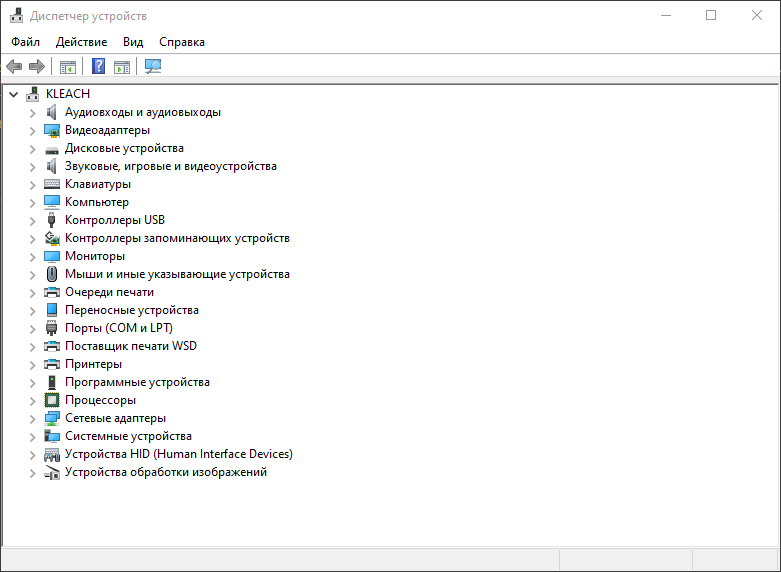 Диспетчер устройств
Файл Действие Вид Справка
KLEACH
Аудиовходы и аудиовыходы
Видеоадаптеры
Дисковые устройства
Звуковые, игровые и видеоустройства
Клавиатуры
Компьютер
Контроллеры USB
Контроллеры запоминающих устройств
Мониторы
Мыши и иные указывающие устройства
Очереди печати
Переносные устройства
Порты (COM и LPT)
Поставщик печати WSD
Принтеры
Программные устройства
Процессоры
Сетевые адаптеры
Системные устройства
Устройства HID (Human Interface Devices)
Устройства обработки изображений